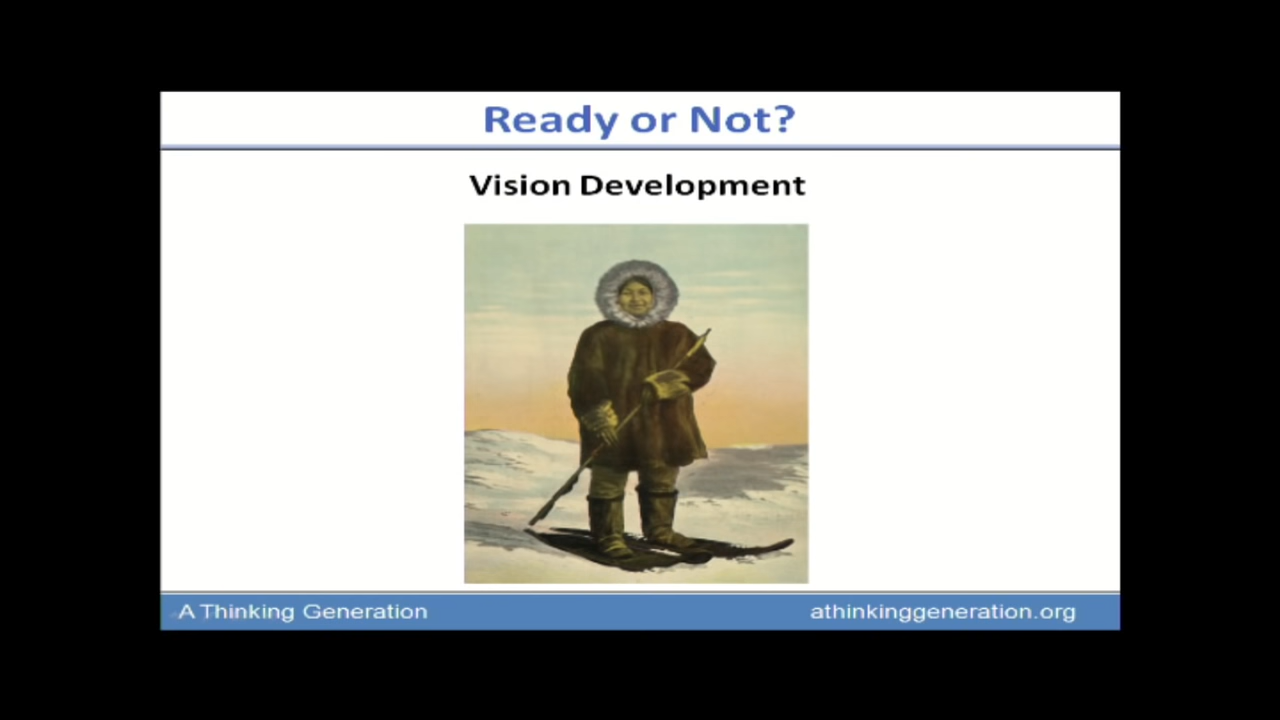 Ready or Not?
Vision Development
A Thinking Generation
athinkinggeneration.org